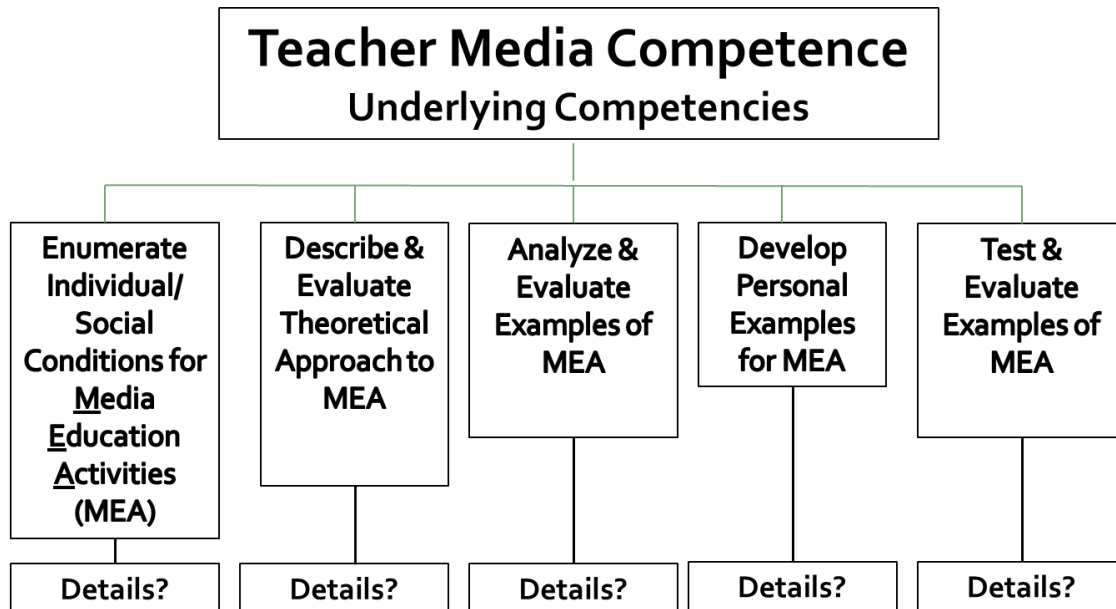 Teacher Media Competence
Underlying Competencies
Enumerate
Individual/
Social
Conditions for
Media
Education
Activities
(MEA)
Describe &
Evaluate
Theoretical
Approach to
MEA
Analyze &
Evaluate
Examples of
MEA
Develop
Personal
Examples
for MEA
Test &
Evaluate
Examples of
MEA
Details?
Details?
Details?
Details?
Details?